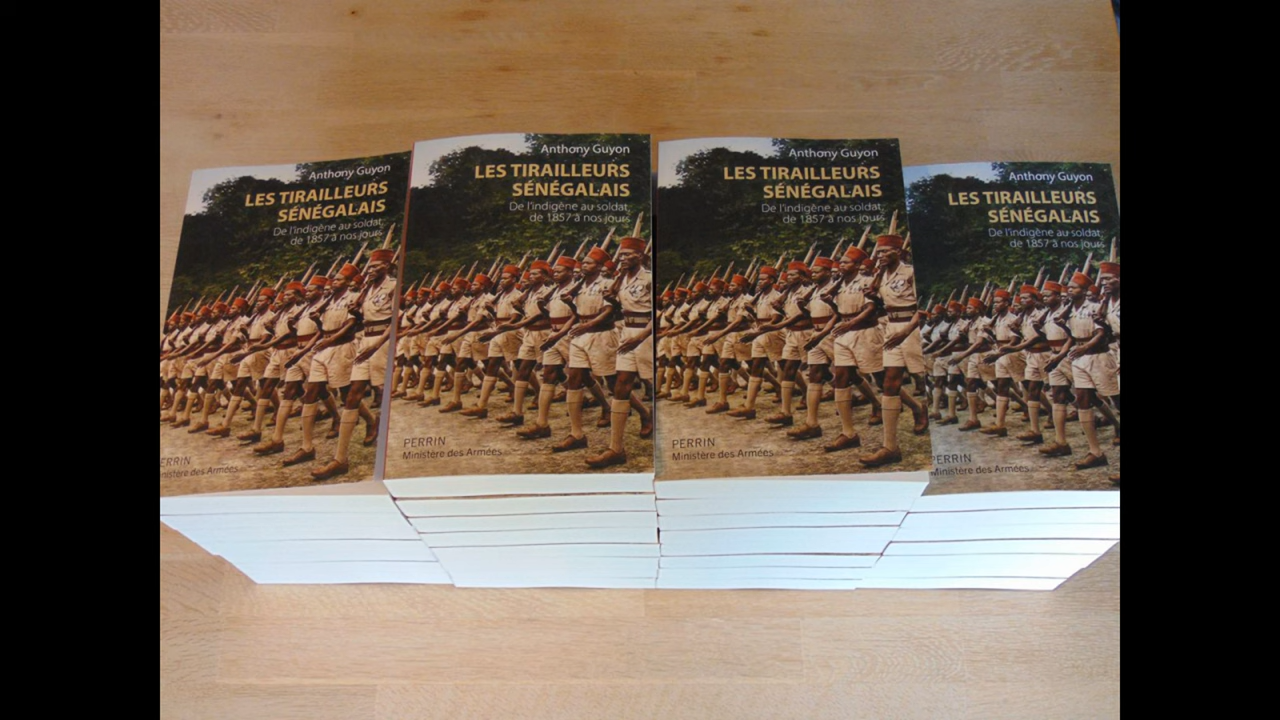 Anthony Guyon
LES TIRAILLEURS
SÉNÉGALAIS
De l'indigène au soldat,
de 1857 à nos jours
PERRIN
Ministère des Armées
Anthony Guyon
LES TIRAILLEURS
SÉNÉGALAIS
De l'indigène au soldat,
de 1857 à nos jours
PERRIN
Ministère des Armées
Anthony Guyon
LES TIRAILLEURS
SÉNÉGALAIS
De l'indigène au soldat,
de 1857 à nos jours
PERRIN
Ministère des Armées
Anthony Guyon
LES TIRAILLEURS
SÉNÉGALAIS
De l'indigène au soldat,
de 1857 à nos jours
PERRIN
Ministère des Armées